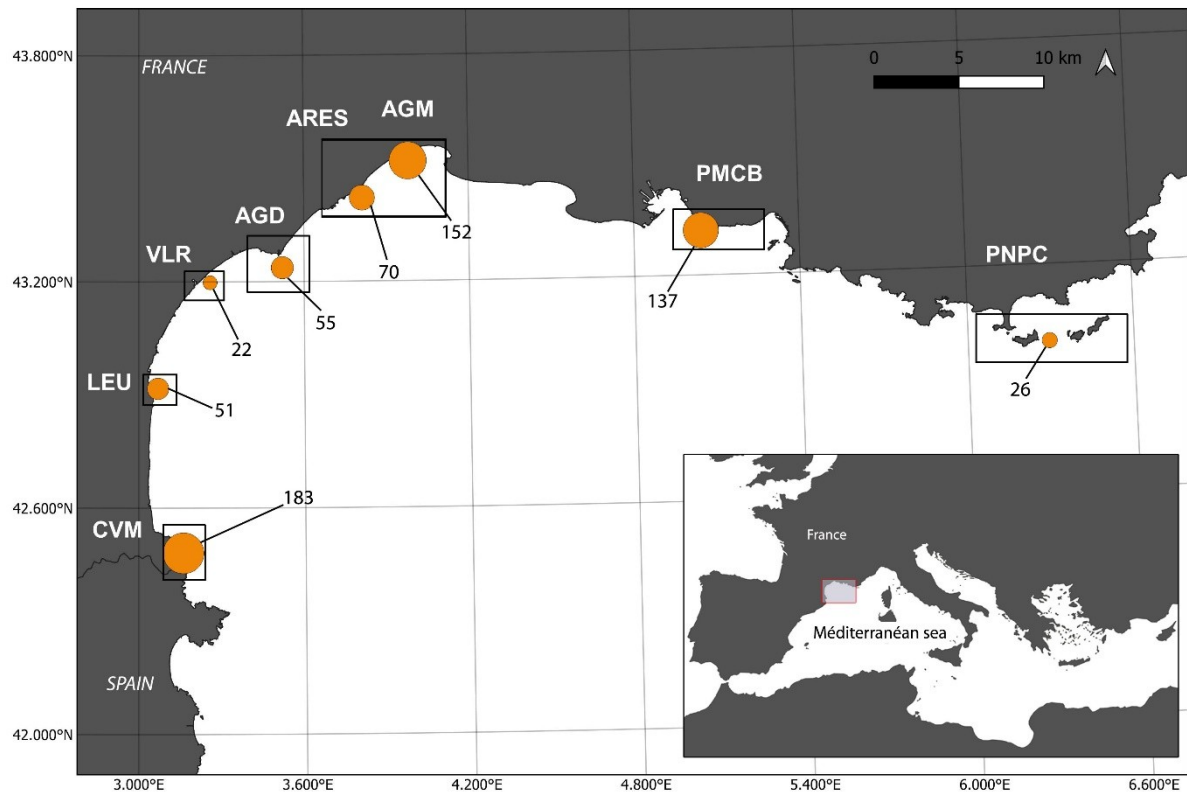 43.800°N
FRANCE
0 5 10 km
ARES
AGM
PMCB
AGD
152
PNPC
VLR
70
43.200°N
137
55
22
26
LEU
51
42.600°N
183
CVM
France
Méditerranéan sea
SPAIN
42.000°N
3.000°E 3.600°E 4.200°E 4.800°E 5.400°E 6.000°E 6.600°E